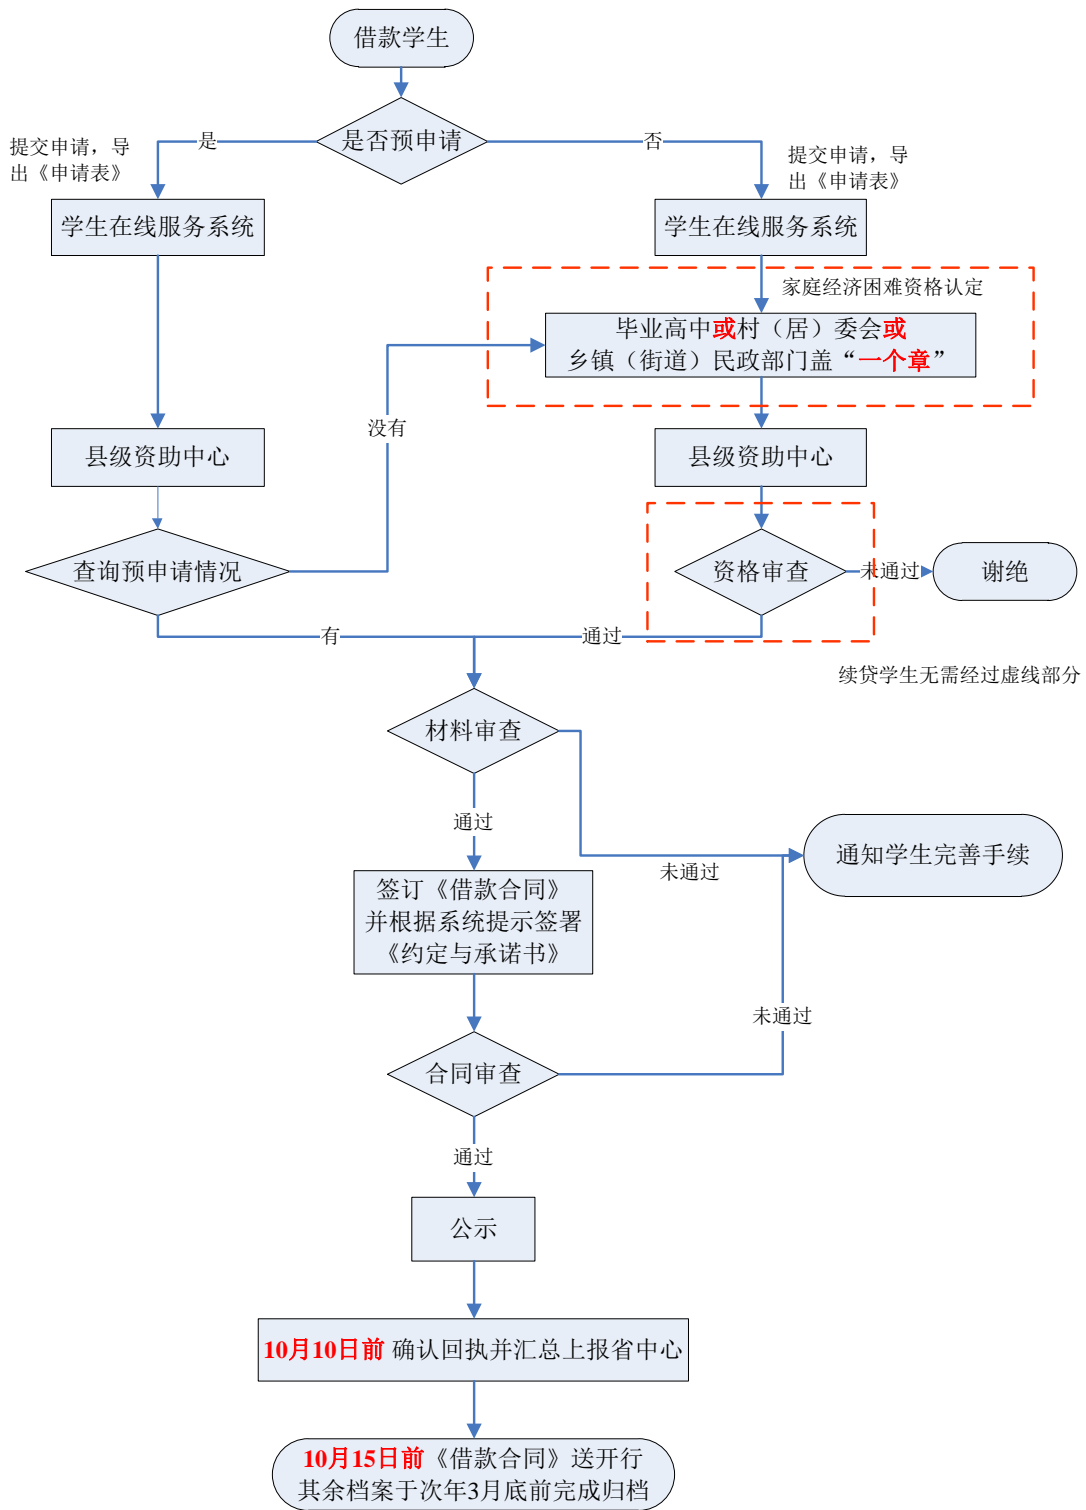 借款学生
是否预申请
是
否
提交申请，导
出《申请表》
提交申请，导
出《申请表》
学生在线服务系统
学生在线服务系统
家庭经济困难资格认定
毕业高中或村（居）委会或
乡镇（街道）民政部门盖“一个章”
没有
县级资助中心
县级资助中心
查询预申请情况
资格审查
未通过
谢绝
有
通过
续贷学生无需经过虚线部分
材料审查
通过
未通过
通知学生完善手续
签订《借款合同》
并根据系统提示签署
《约定与承诺书》
未通过
合同审查
通过
公示
10月10日前 确认回执并汇总上报省中心
10月15日前《借款合同》送开行
其余档案于次年3月底前完成归档